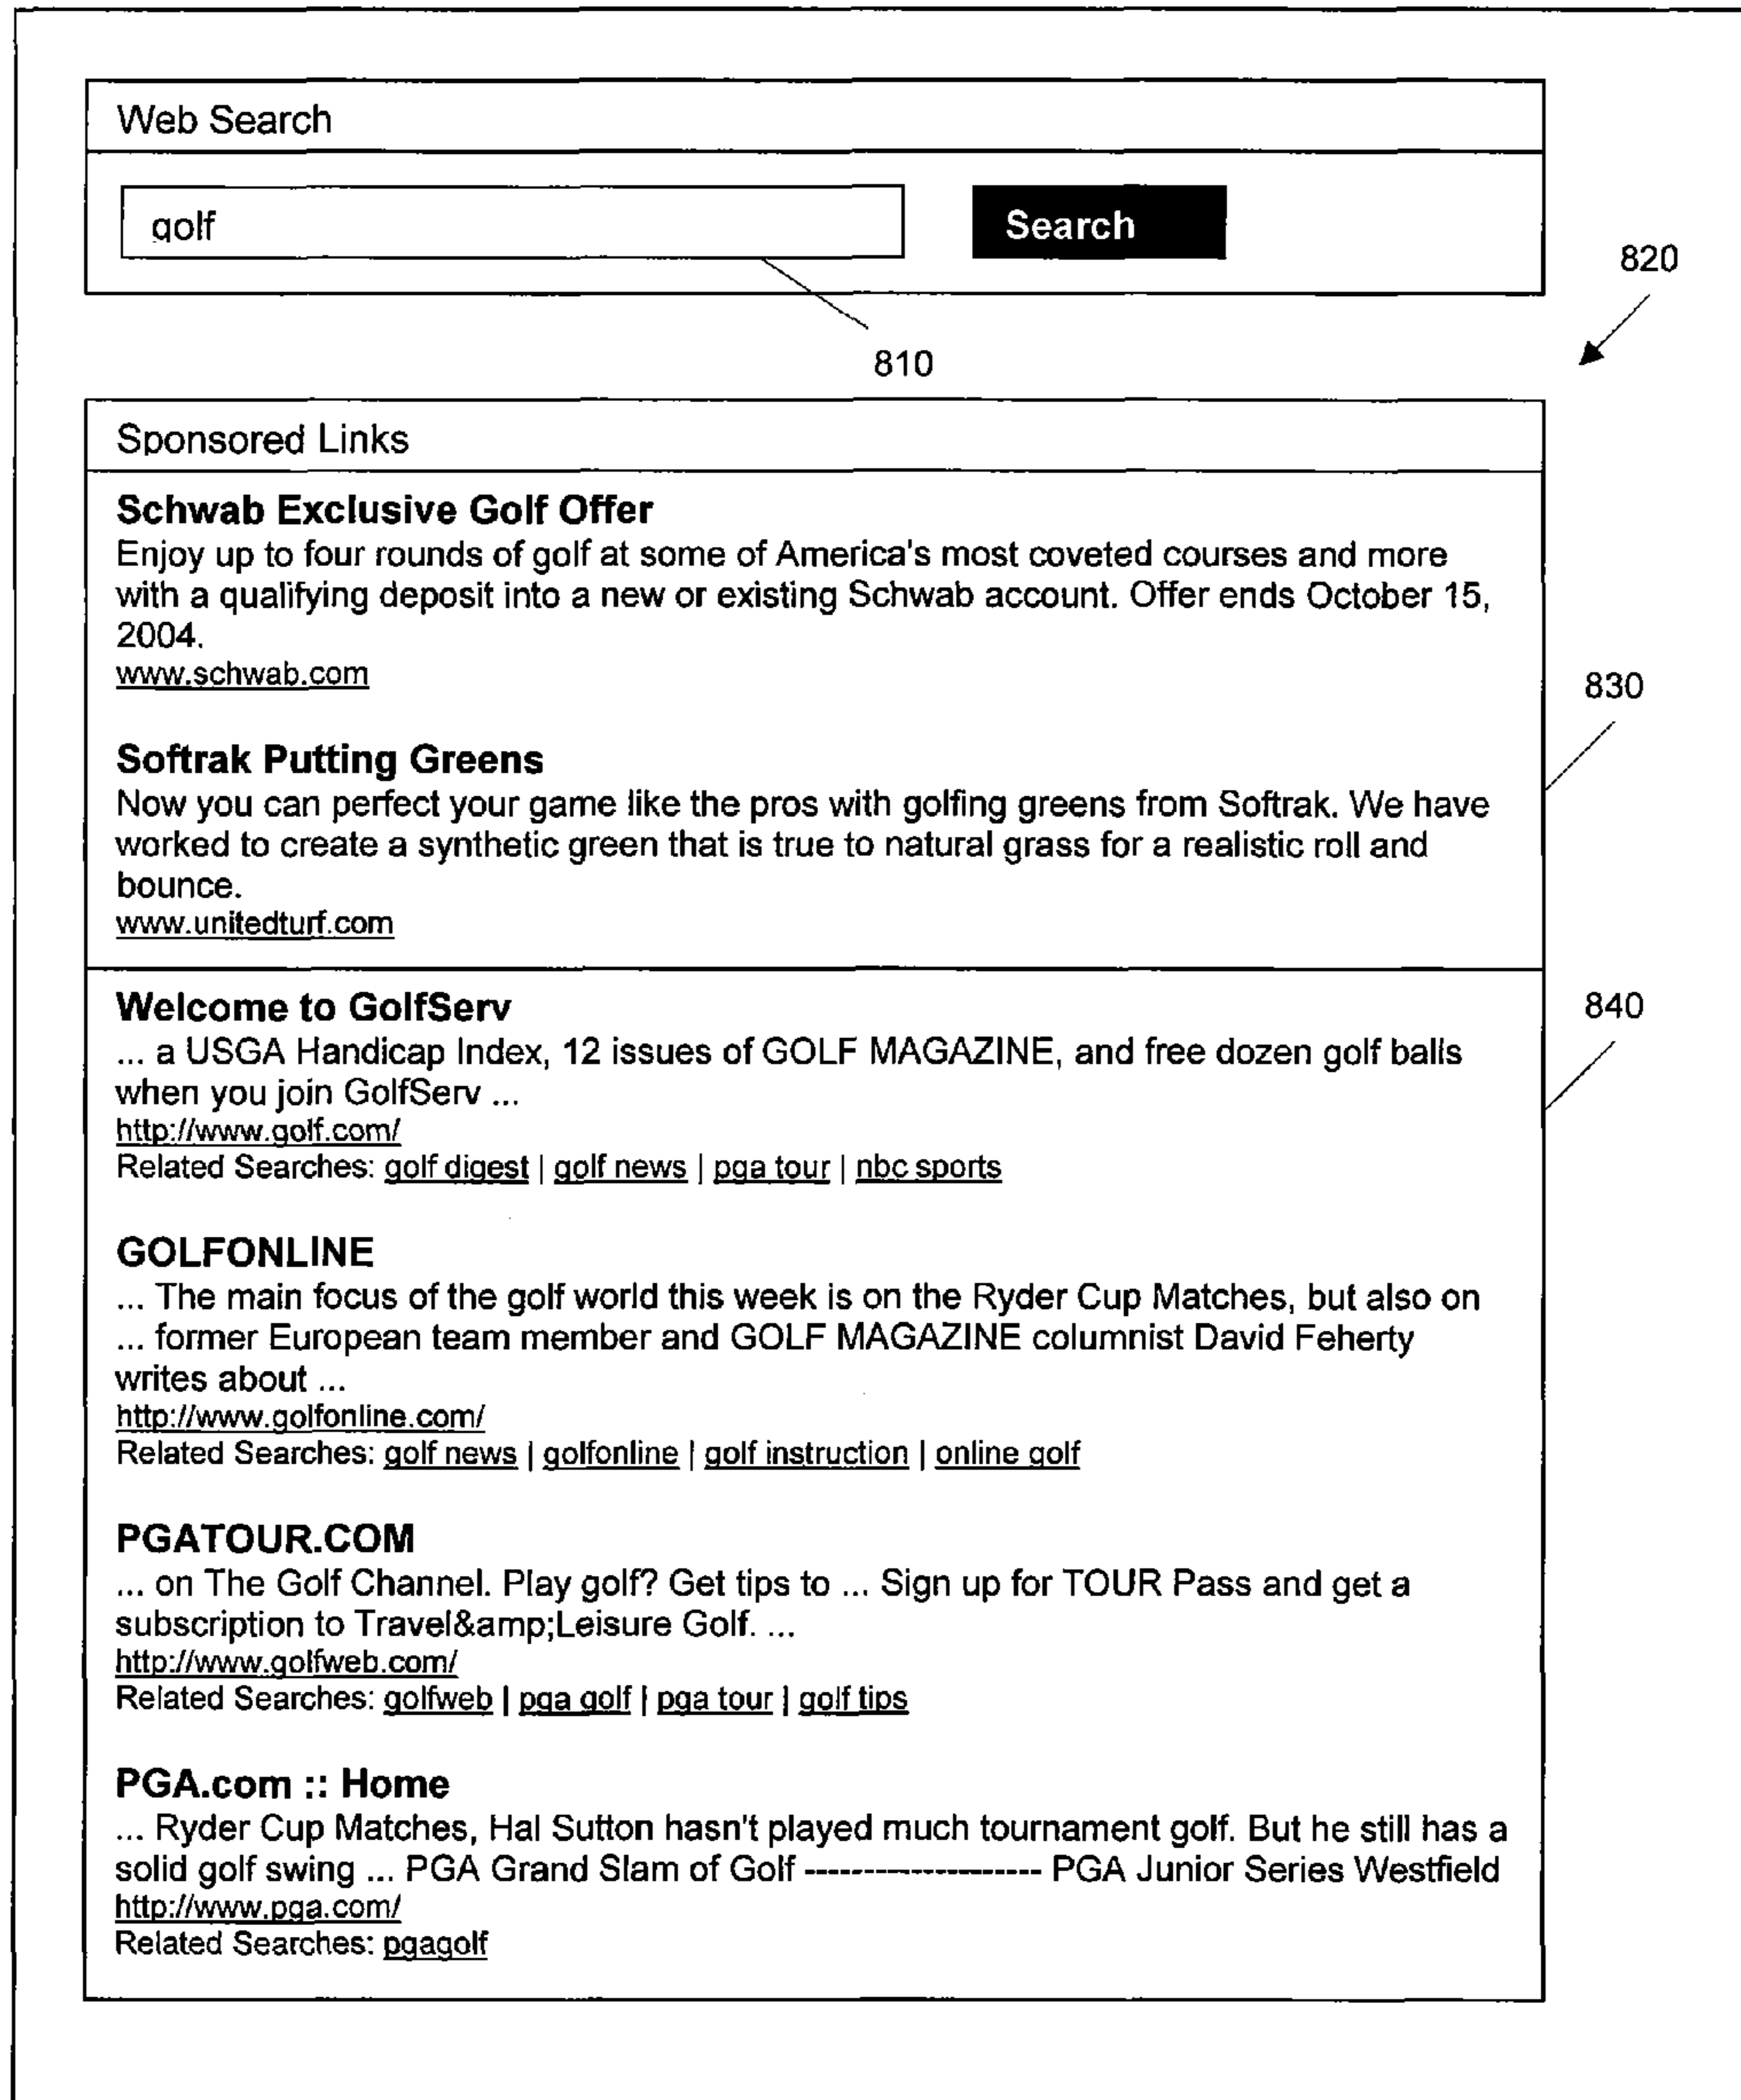 Web Search
golf
Search
820
810
Sponsored Links
Schwab Exclusive Golf Offer
Enjoy up to four rounds of golf at some of America's most coveted courses and more
with a qualifying deposit into a new or existing Schwab account. Offer ends October 15,
2004.
www.schwab.com
830
Softrak Putting Greens
Now you can perfect your game like the pros with golfing greens from Softrak. We have
worked to create a synthetic green that is true to natural grass for a realistic roll and
bounce.
www.unitedturf.com
Welcome to GolfServ
840
... a USGA Handicap Index, 12 issues of GOLF MAGAZINE, and free dozen golf balls
when you join GolfServ ...
http://www.golf.com/
Related Searches: golf digest | golf news | pga tour | nbc sports
GOLFONLINE
... The main focus of the golf world this week is on the Ryder Cup Matches, but also on
... former European team member and GOLF MAGAZINE columnist David Feherty
writes about ...
http://www.golfonline.com/
Related Searches: golf news | golfonline | golf instruction | online golf
PGATOUR.COM
... on The Golf Channel. Play golf? Get tips to ... Sign up for TOUR Pass and get a
subscription to Travel&amp;Leisure Golf. ...
http://www.golfweb.com/
Related Searches: golfweb | pga golf | pga tour | golf tips
PGA.com :: Home
... Ryder Cup Matches, Hal Sutton hasn't played much tournament golf. But he still has a
solid golf swing ... PGA Grand Slam of Golf -------------------- PGA Junior Series Westfield
http://www.pga.com/
Related Searches: pgagolf